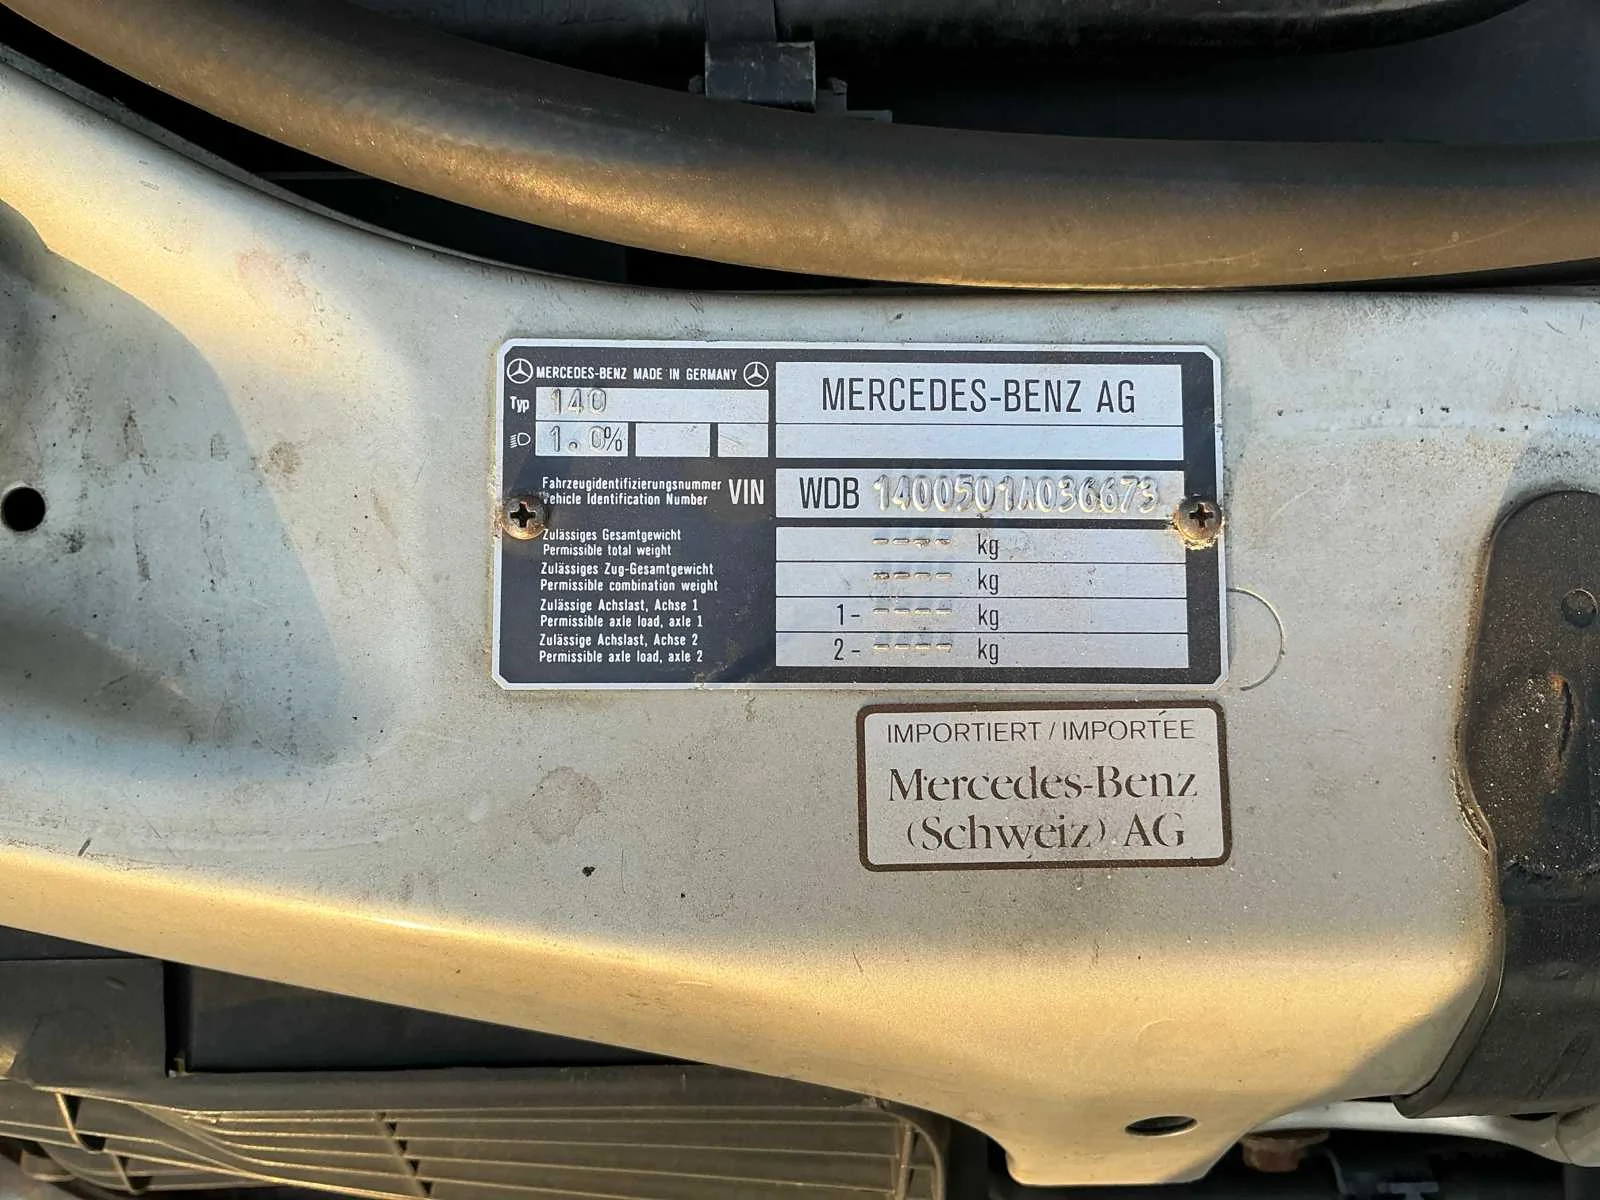 MERCEDES-BENZ MADE IN GERMANY
MERCEDES-BENZ AG
Typ 140
1.0%
Fahrzeugidentifizierungsnummer
Vehicle Identification Number VIN WDB 1400501A036673
Zulässiges Gesamtgewicht
Permissible total weight ---- kg
Zulässiges Zug-Gesamtgewicht
Permissible combination weight ---- kg
Zulässige Achslast, Achse 1
Permissible axle load, axle 1 1- ---- kg
Zulässige Achslast, Achse 2
Permissible axle load, axle 2 2- ---- kg
IMPORTIERT / IMPORTÉE
Mercedes-Benz
(Schweiz) AG